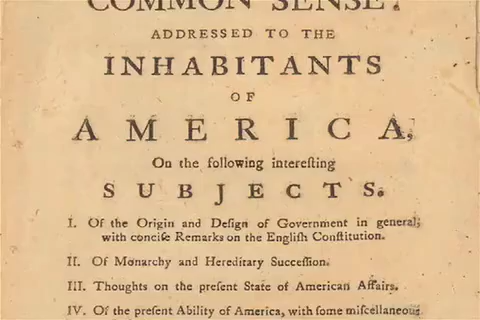 COMMON SENSE:
ADDRESSED TO THE
INHABITANTS
OF
AMERICA,
On the following intereſting
SUBJECTS.
I. Of the Origin and Deſign of Government in general;
with conciſe Remarks on the Engliſh Conſtitution.
II. Of Monarchy and Hereditary Succeſſion.
III. Thoughts on the preſent State of American Affairs.
IV. Of the preſent Ability of America, with ſome miſcellaneous